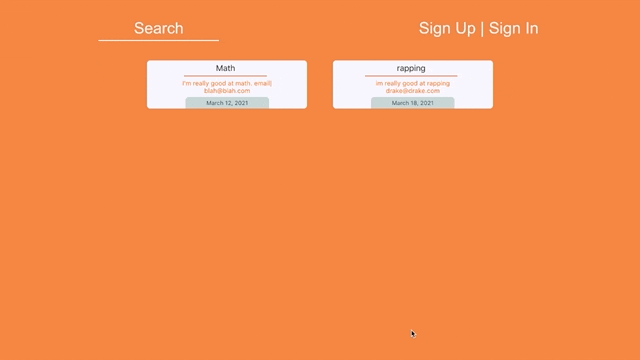 Search
Sign Up | Sign In
Math
I'm really good at math. email|
blah@blah.com
March 12, 2021
rapping
im really good at rapping
drake@drake.com
March 18, 2021